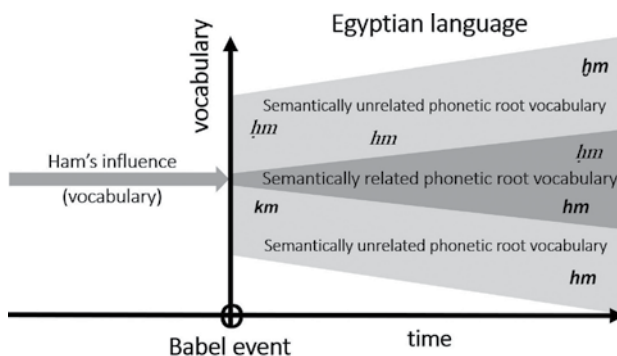 Egyptian language
vocabulary
ẖm
Semantically unrelated phonetic root vocabulary
ḥm
hm
ḥm
Ham's influence
(vocabulary)
Semantically related phonetic root vocabulary
km
hm
Semantically unrelated phonetic root vocabulary
hm
Babel event
time